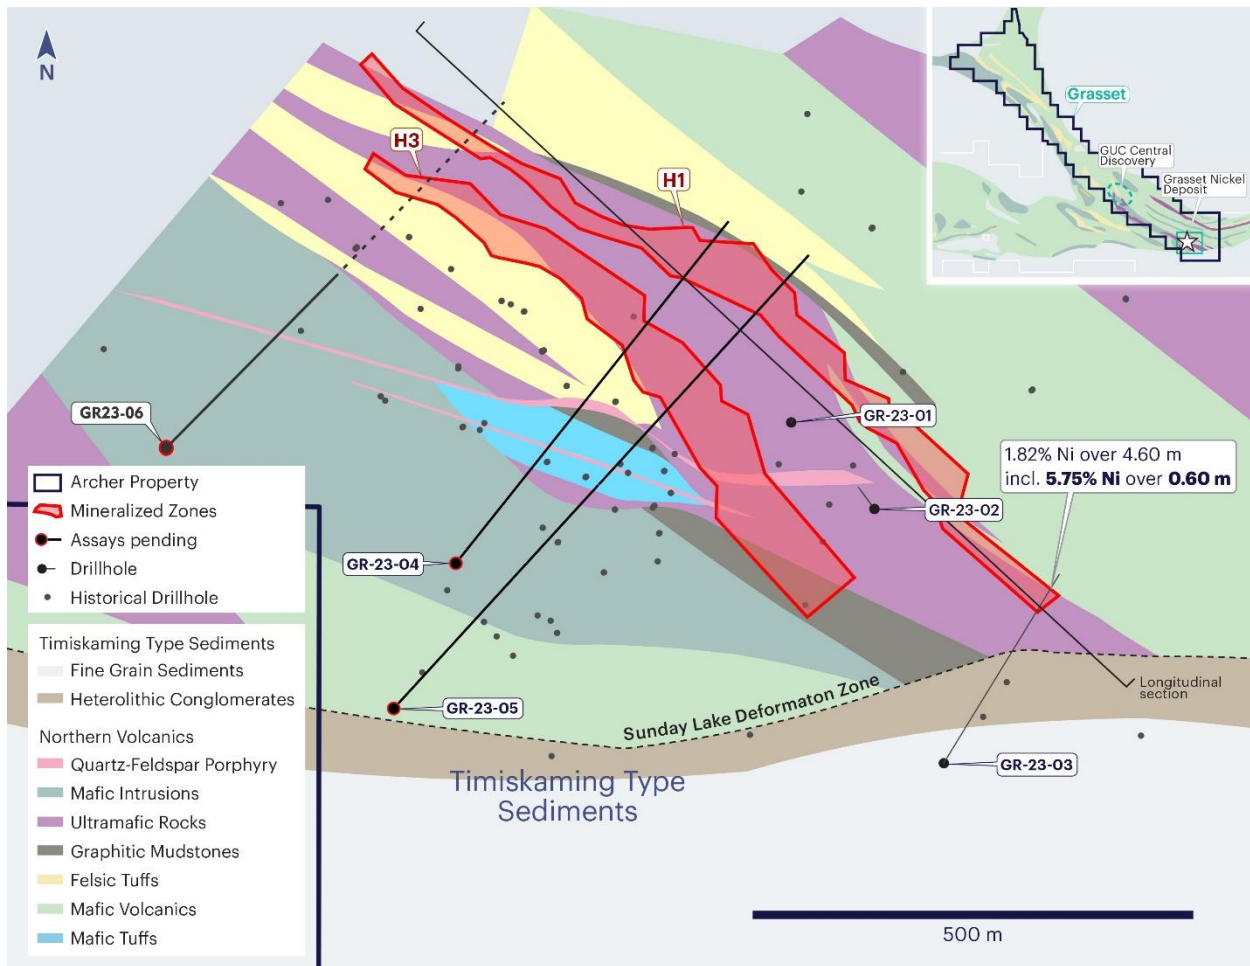 N
H3
H1
Grasset
GUC Central
Discovery
Grasset Nickel
Deposit
GR23-06
GR-23-01
1.82% Ni over 4.60 m
incl. 5.75% Ni over 0.60 m
GR-23-02
GR-23-04
GR-23-05
GR-23-03
Longitudinal
section
Sunday Lake Deformaton Zone
Timiskaming Type
Sediments
500 m
Archer Property
Mineralized Zones
Assays pending
Drillhole
Historical Drillhole
Timiskaming Type Sediments
Fine Grain Sediments
Heterolithic Conglomerates
Northern Volcanics
Quartz-Feldspar Porphyry
Mafic Intrusions
Ultramafic Rocks
Graphitic Mudstones
Felsic Tuffs
Mafic Volcanics
Mafic Tuffs